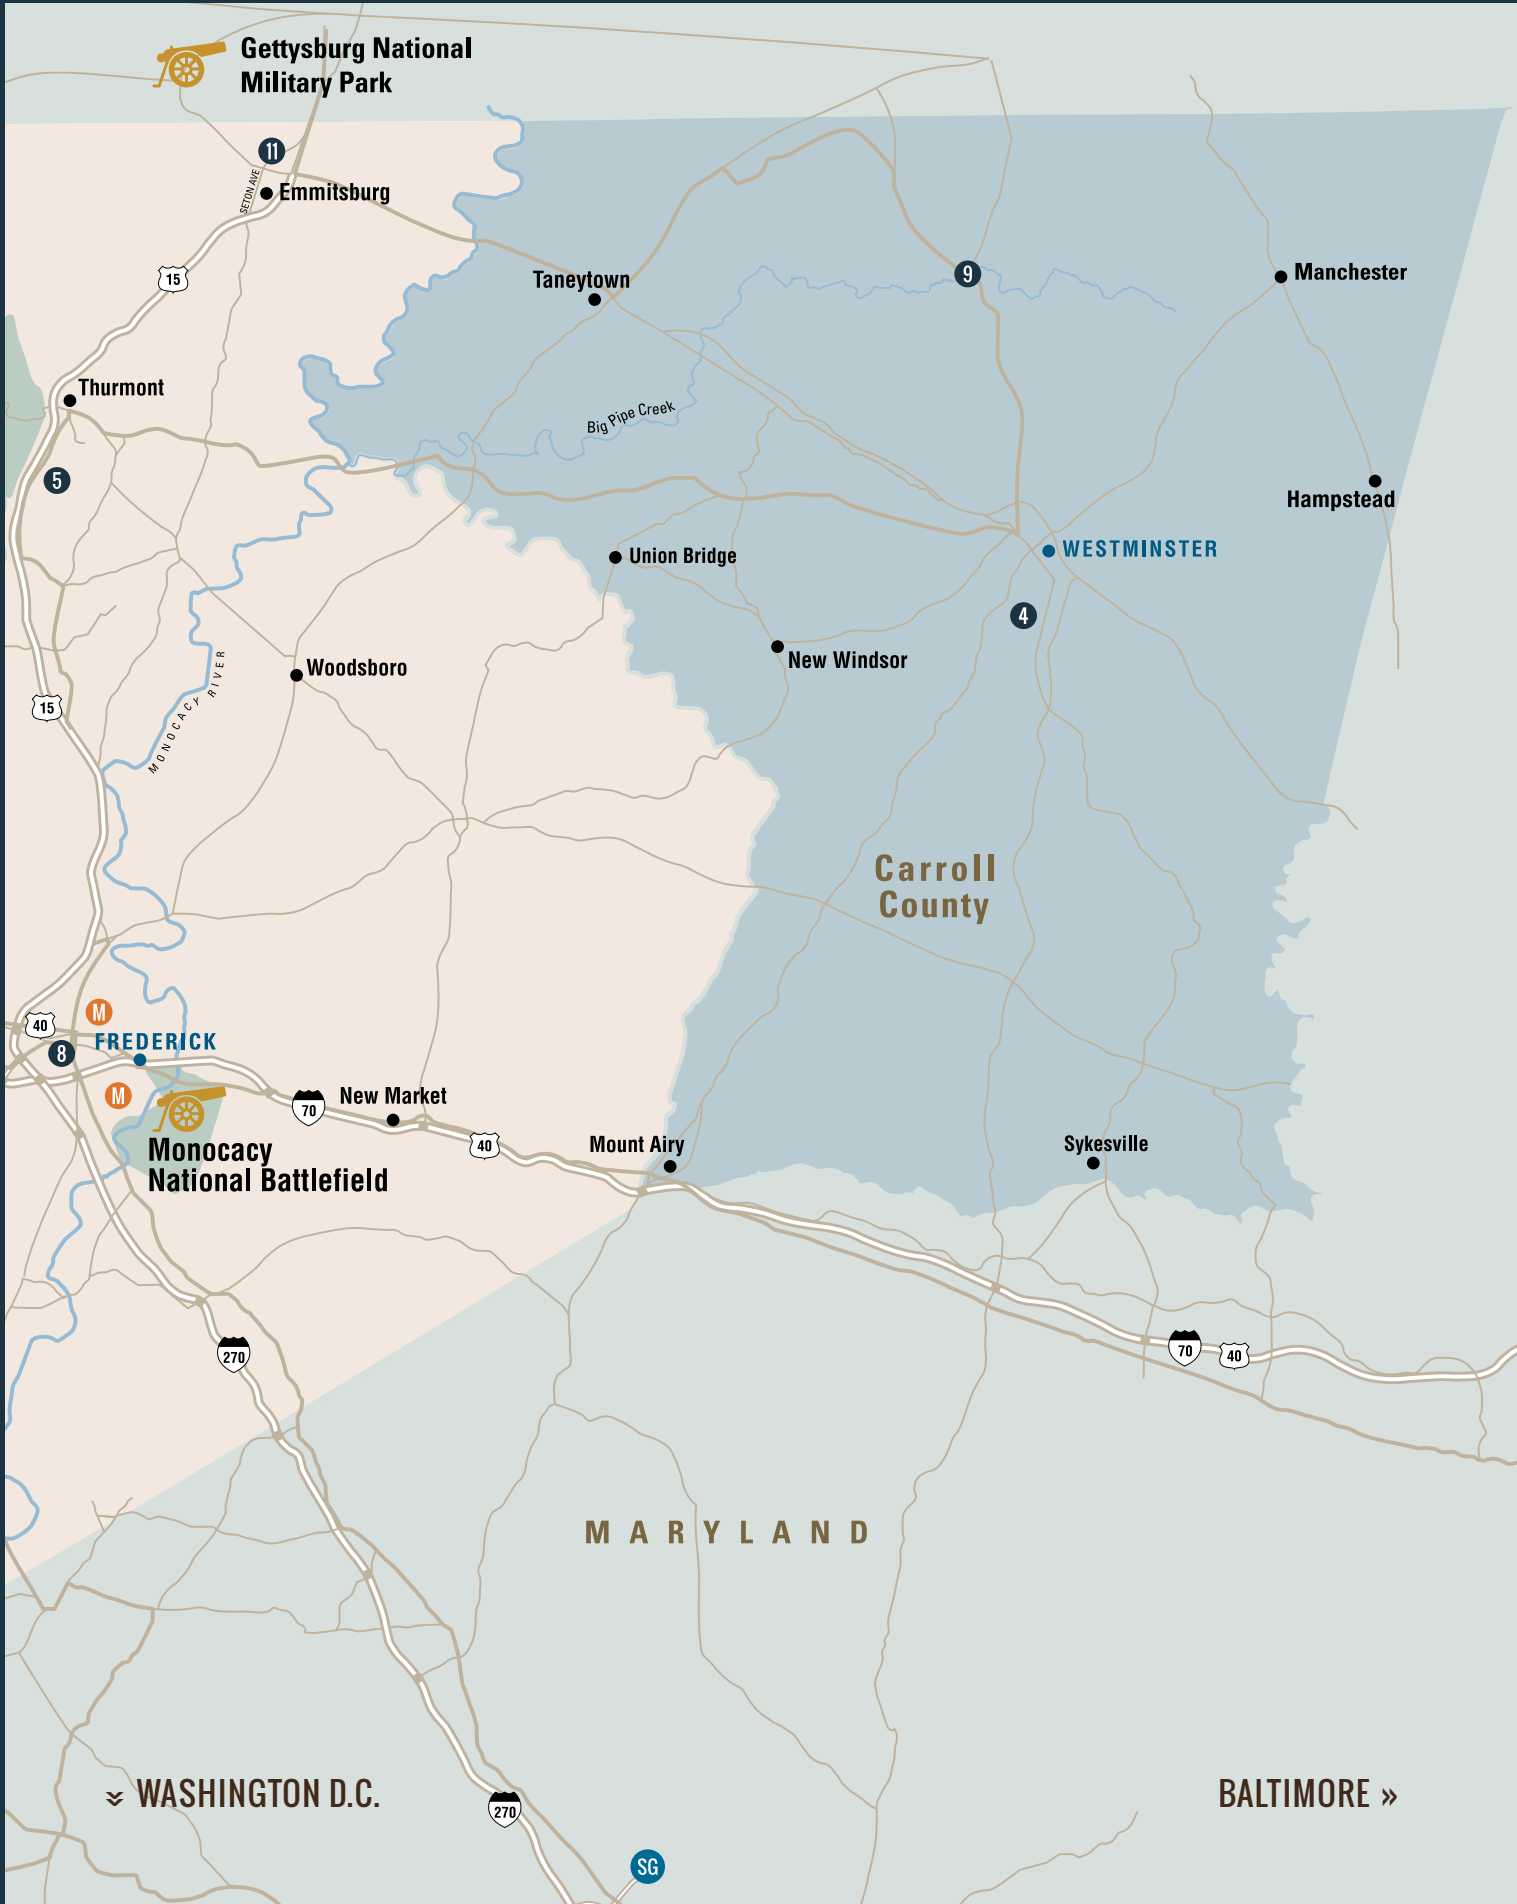 Gettysburg National
Military Park
11
SETON AVE
Emmitsburg
15
Taneytown
9
Manchester
Thurmont
Big Pipe Creek
5
Hampstead
Union Bridge
WESTMINSTER
4
New Windsor
Woodsboro
MONOCACY RIVER
15
Carroll
County
M
40
FREDERICK
8
M
70
New Market
40
Mount Airy
Sykesville
Monocacy
National Battlefield
270
70
40
MARYLAND
WASHINGTON D.C.
BALTIMORE »
270
SG